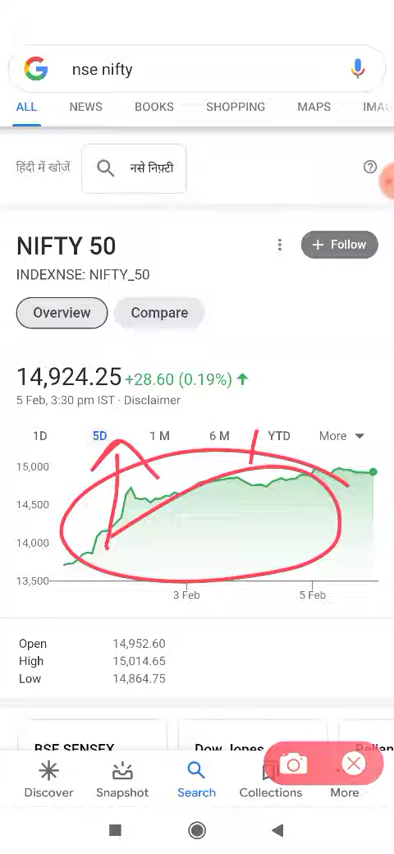 nse nifty
ALL NEWS BOOKS SHOPPING MAPS IMA
हिंदी में खोजें नसे निफ़्टी
NIFTY 50
Follow
INDEXNSE: NIFTY_50
Overview Compare
14,924.25 +28.60 (0.19%)
5 Feb, 3:30 pm IST · Disclaimer
1D 5D 1 M 6 M YTD More
15,000
14,500
14,000
13,500
3 Feb 5 Feb
Open 14,952.60
High 15,014.65
Low 14,864.75
BSE SENSEX Dow Jones Relian
Discover Snapshot Search Collections More